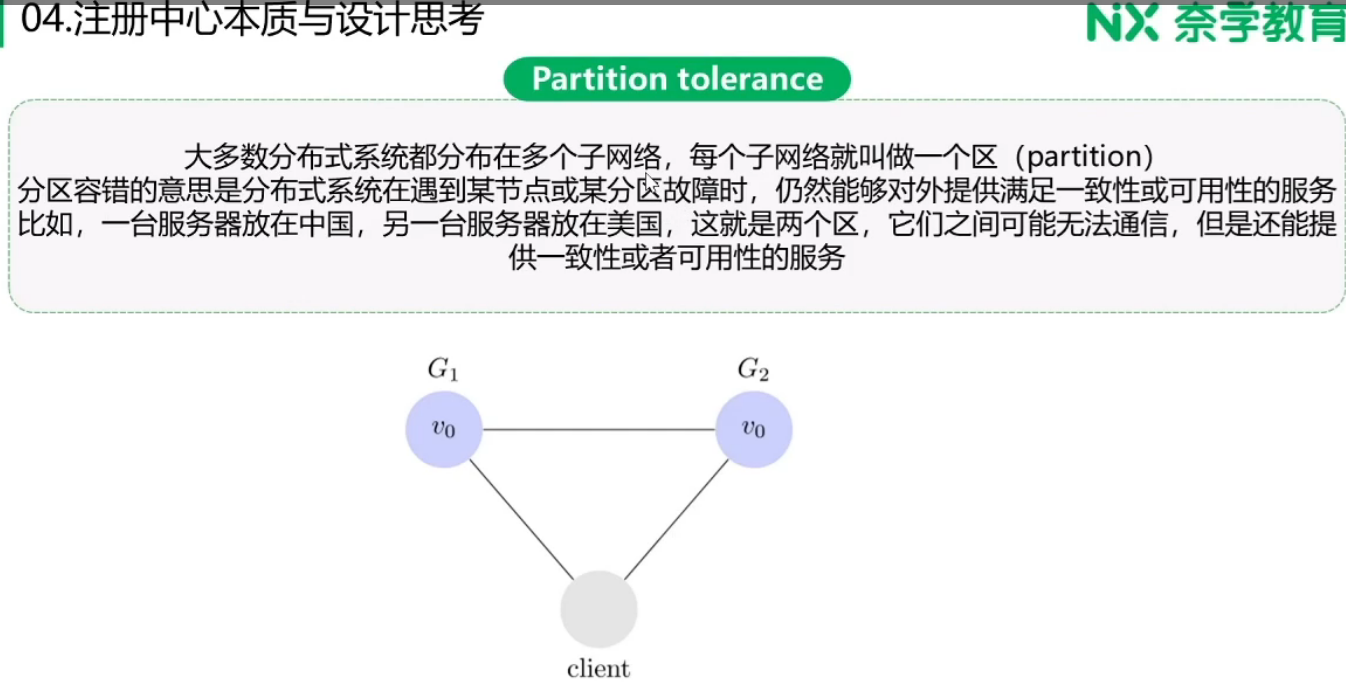 04.注册中心本质与设计思考
NX 奈学教育
Partition tolerance
大多数分布式系统都分布在多个子网络，每个子网络就叫做一个区（partition）
分区容错的意思是分布式系统在遇到某节点或某分区故障时，仍然能够对外提供满足一致性或可用性的服务
比如，一台服务器放在中国，另一台服务器放在美国，这就是两个区，它们之间可能无法通信，但是还能提
供一致性或者可用性的服务
G₁ G₂
v₀ v₀
client